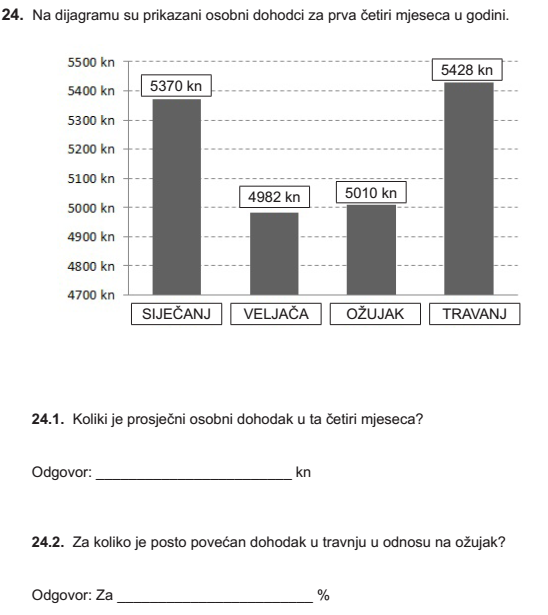 24. Na dijagramu su prikazani osobni dohodci za prva četiri mjeseca u godini.
5500 kn
5400 kn
5300 kn
5200 kn
5100 kn
5000 kn
4900 kn
4800 kn
4700 kn
5370 kn
4982 kn
5010 kn
5428 kn
SIJEČANJ VELJAČA OŽUJAK TRAVANJ
24.1. Koliki je prosječni osobni dohodak u ta četiri mjeseca?
Odgovor: ________________________ kn
24.2. Za koliko je posto povećan dohodak u travnju u odnosu na ožujak?
Odgovor: Za ________________________ %